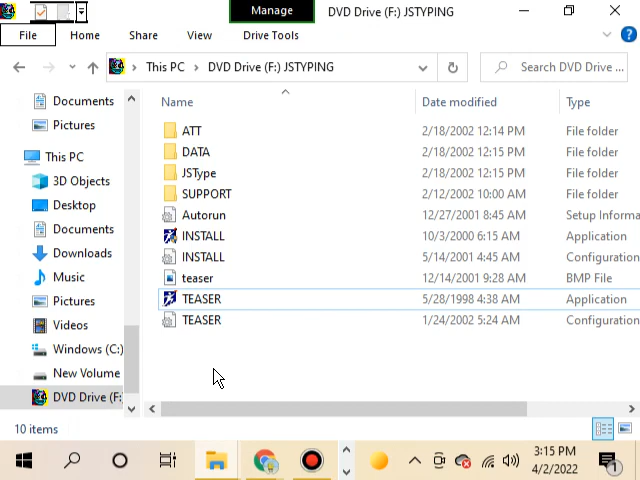 Manage DVD Drive (F:) JSTYPING
File Home Share View Drive Tools
This PC DVD Drive (F:) JSTYPING Search DVD Drive ...
Documents
Pictures
This PC
3D Objects
Desktop
Documents
Downloads
Music
Pictures
Videos
Windows (C:)
New Volume
DVD Drive (F:
Name Date modified Type
ATT 2/18/2002 12:14 PM File folder
DATA 2/18/2002 12:15 PM File folder
JSType 2/18/2002 12:15 PM File folder
SUPPORT 2/12/2002 10:00 AM File folder
Autorun 12/27/2001 8:45 AM Setup Informa
INSTALL 10/3/2000 6:15 AM Application
INSTALL 5/14/2001 4:45 AM Configuration
teaser 12/14/2001 9:28 AM BMP File
TEASER 5/28/1998 4:38 AM Application
TEASER 1/24/2002 5:24 AM Configuration
10 items
3:15 PM
4/2/2022
1